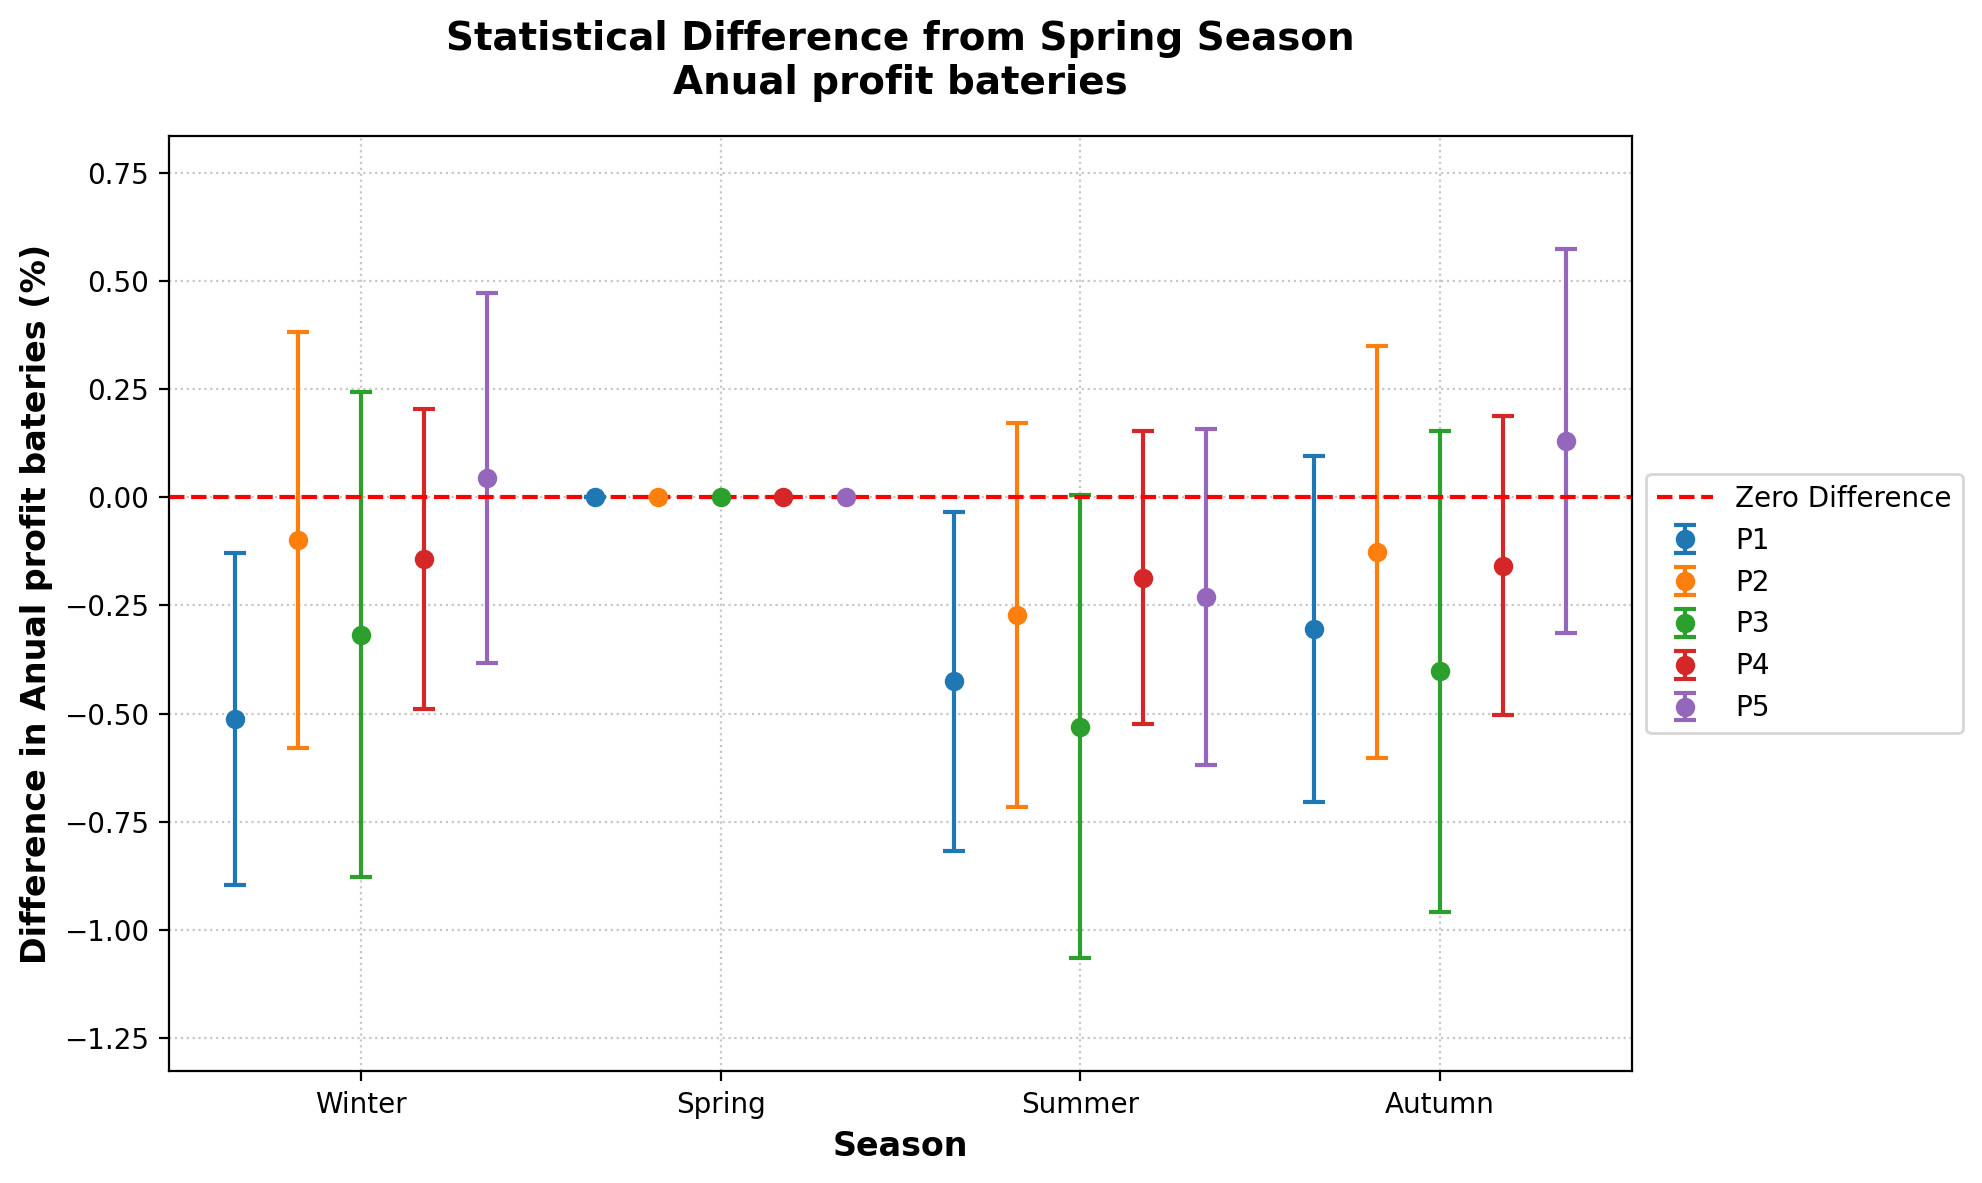 Statistical Difference from Spring Season
Anual profit bateries
Difference in Anual profit bateries (%)
0.75
0.50
0.25
0.00
−0.25
−0.50
−0.75
−1.00
−1.25
Winter
Spring
Summer
Autumn
Season
Zero Difference
P1
P2
P3
P4
P5